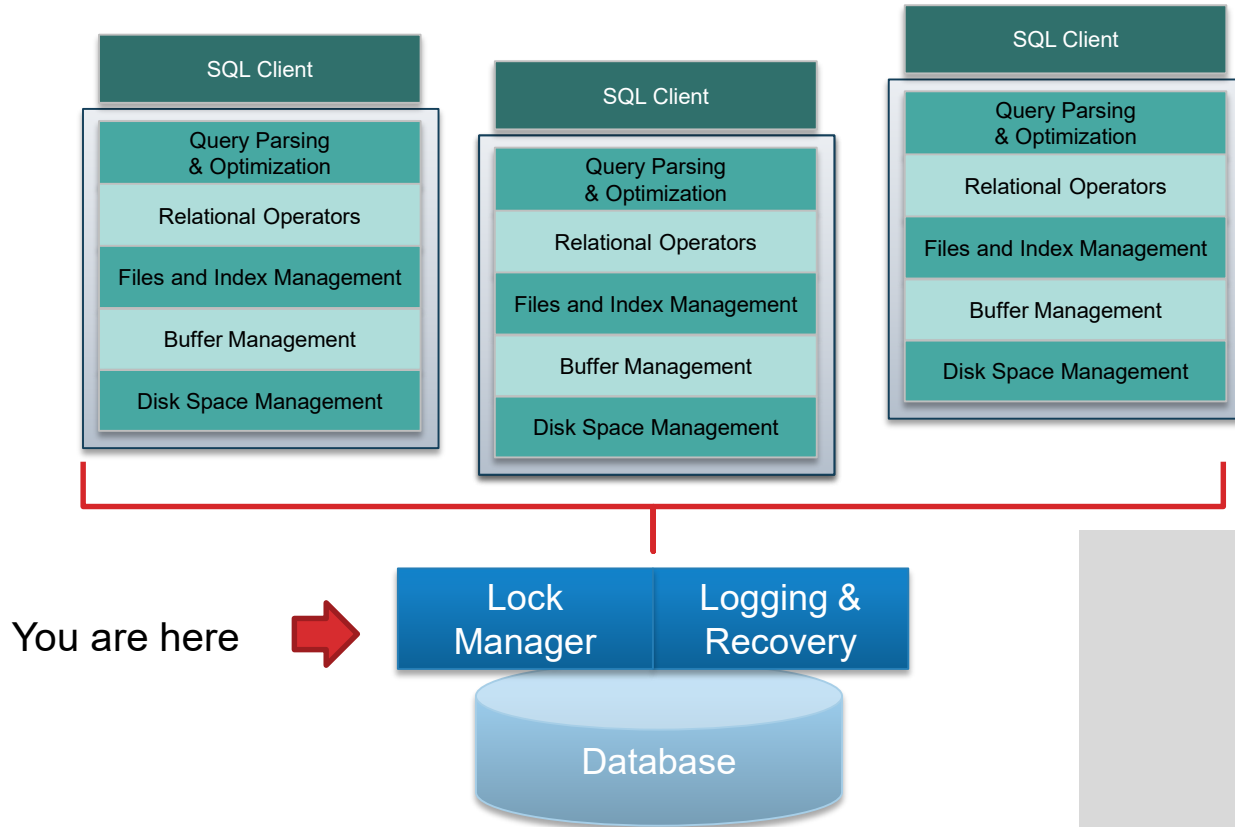 SQL Client
Query Parsing
& Optimization
Relational Operators
Files and Index Management
Buffer Management
Disk Space Management
SQL Client
Query Parsing
& Optimization
Relational Operators
Files and Index Management
Buffer Management
Disk Space Management
SQL Client
Query Parsing
& Optimization
Relational Operators
Files and Index Management
Buffer Management
Disk Space Management
You are here
Lock
Manager
Logging &
Recovery
Database